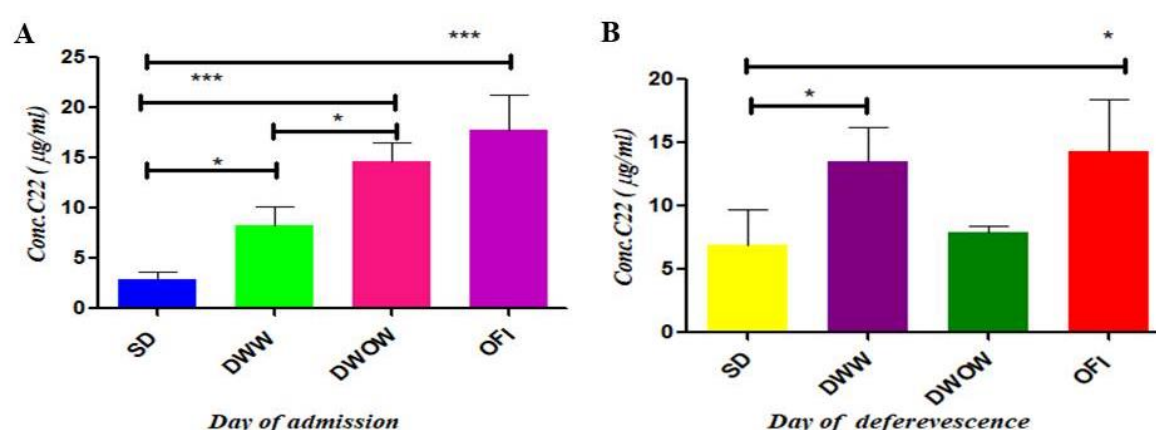 A
***
25
***
20
*
15
*
10
5
0
Conc.C22 ( μg/ml)
SD
DWW
DWOW
OFI
Day of admission
B
*
20
*
15
10
5
0
Conc.C22 ( μg/ml)
SD
DWW
DWOW
OFI
Day of deferevescence